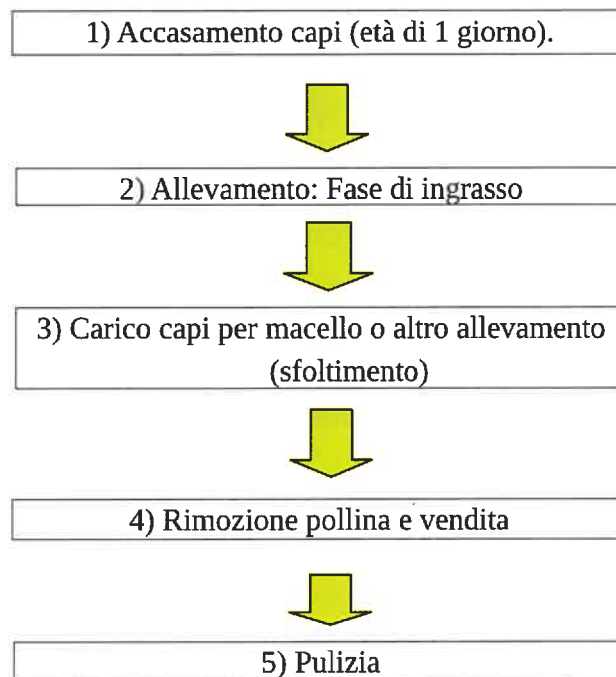 1) Accasamento capi (età di 1 giorno).
2) Allevamento: Fase di ingrasso
3) Carico capi per macello o altro allevamento
(sfoltimento)
4) Rimozione pollina e vendita
5) Pulizia